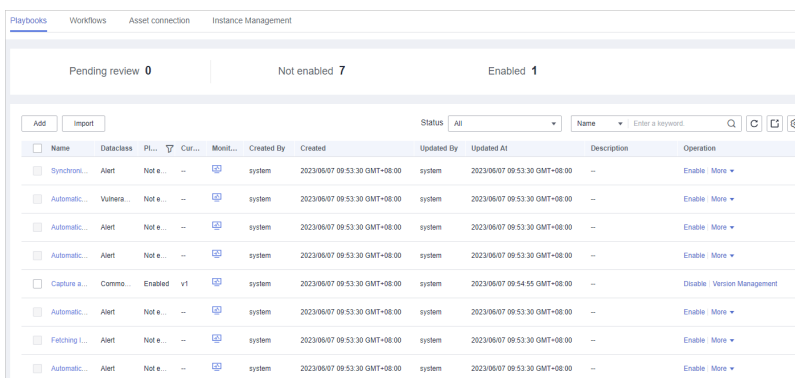 Playbooks Workflows Asset connection Instance Management
Pending review 0 Not enabled 7 Enabled 1
Add Import Status All Name Enter a keyword.
Name Dataclass Pl... Cur... Monit... Created By Created Updated By Updated At Description Operation
Synchroni... Alert Not e... -- system 2023/06/07 09:53:30 GMT+08:00 system 2023/06/07 09:53:30 GMT+08:00 -- Enable More
Automatic... Vulnera... Not e... -- system 2023/06/07 09:53:30 GMT+08:00 system 2023/06/07 09:53:30 GMT+08:00 -- Enable More
Automatic... Alert Not e... -- system 2023/06/07 09:53:30 GMT+08:00 system 2023/06/07 09:53:30 GMT+08:00 -- Enable More
Automatic... Alert Not e... -- system 2023/06/07 09:53:30 GMT+08:00 system 2023/06/07 09:53:30 GMT+08:00 -- Enable More
Capture a... Commo... Enabled v1 system 2023/06/07 09:53:30 GMT+08:00 system 2023/06/07 09:54:55 GMT+08:00 -- Disable Version Management
Automatic... Alert Not e... -- system 2023/06/07 09:53:30 GMT+08:00 system 2023/06/07 09:53:30 GMT+08:00 -- Enable More
Fetching I... Alert Not e... -- system 2023/06/07 09:53:30 GMT+08:00 system 2023/06/07 09:53:30 GMT+08:00 -- Enable More
Automatic... Alert Not e... -- system 2023/06/07 09:53:30 GMT+08:00 system 2023/06/07 09:53:30 GMT+08:00 -- Enable More